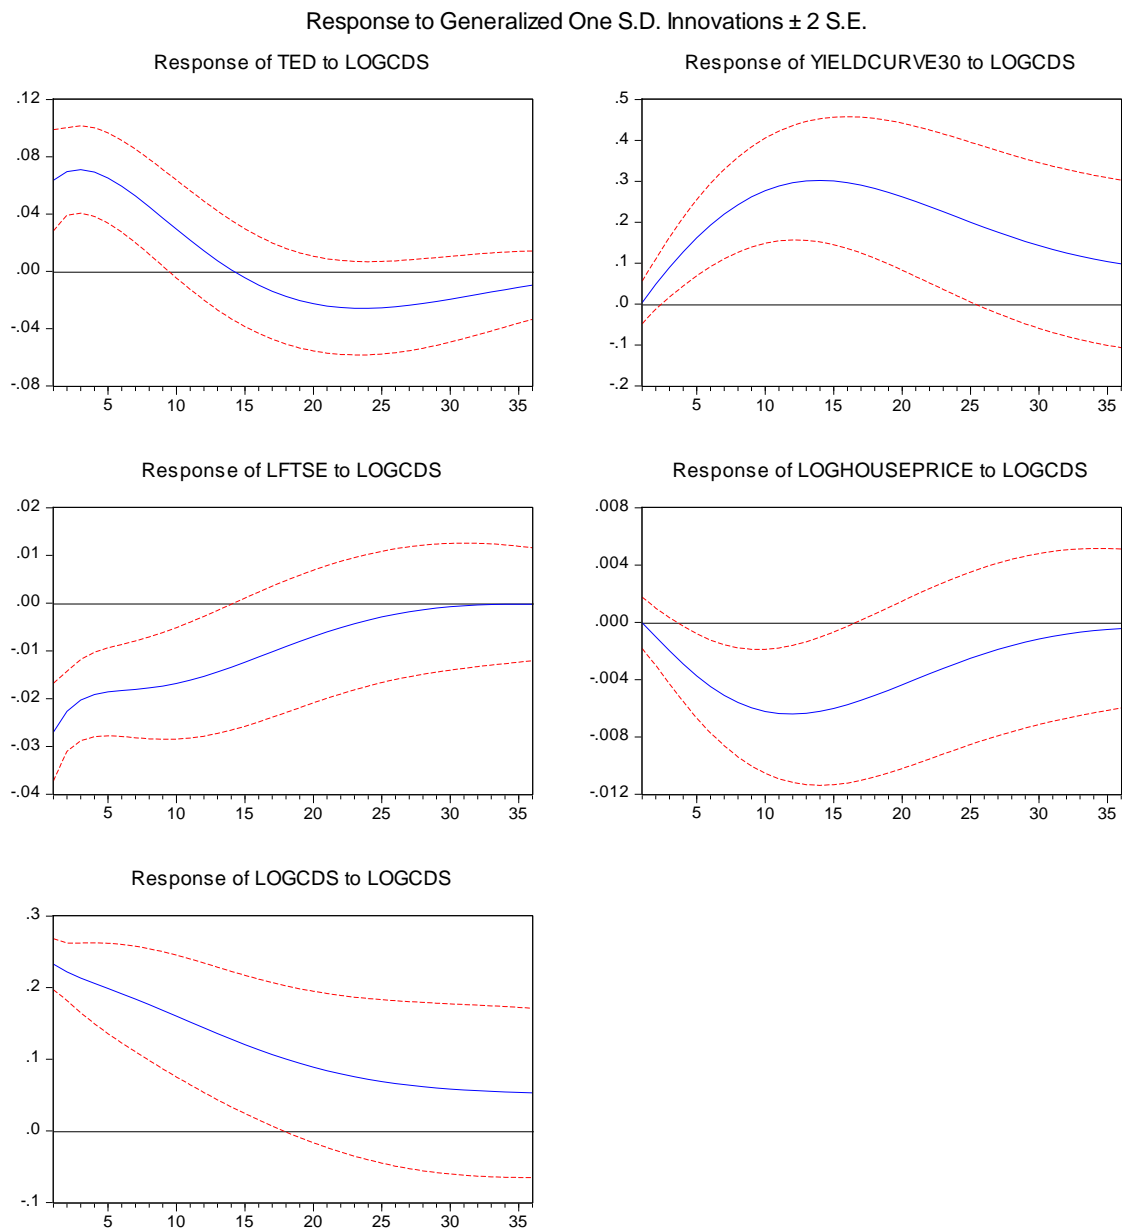 Response to Generalized One S.D. Innovations ± 2 S.E.
Response of TED to LOGCDS
.12
.08
.04
.00
-.04
-.08
5 10 15 20 25 30 35
Response of YIELDCURVE30 to LOGCDS
.5
.4
.3
.2
.1
.0
-.1
-.2
5 10 15 20 25 30 35
Response of LFTSE to LOGCDS
.02
.01
.00
-.01
-.02
-.03
-.04
5 10 15 20 25 30 35
Response of LOGHOUSEPRICE to LOGCDS
.008
.004
.000
-.004
-.008
-.012
5 10 15 20 25 30 35
Response of LOGCDS to LOGCDS
.3
.2
.1
.0
-.1
5 10 15 20 25 30 35